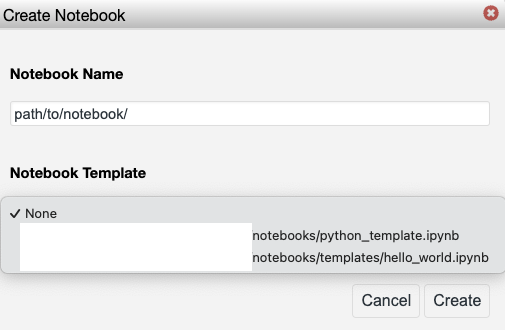 Create Notebook
Notebook Name
path/to/notebook/
Notebook Template
✓ None
notebooks/python_template.ipynb
notebooks/templates/hello_world.ipynb
Cancel Create